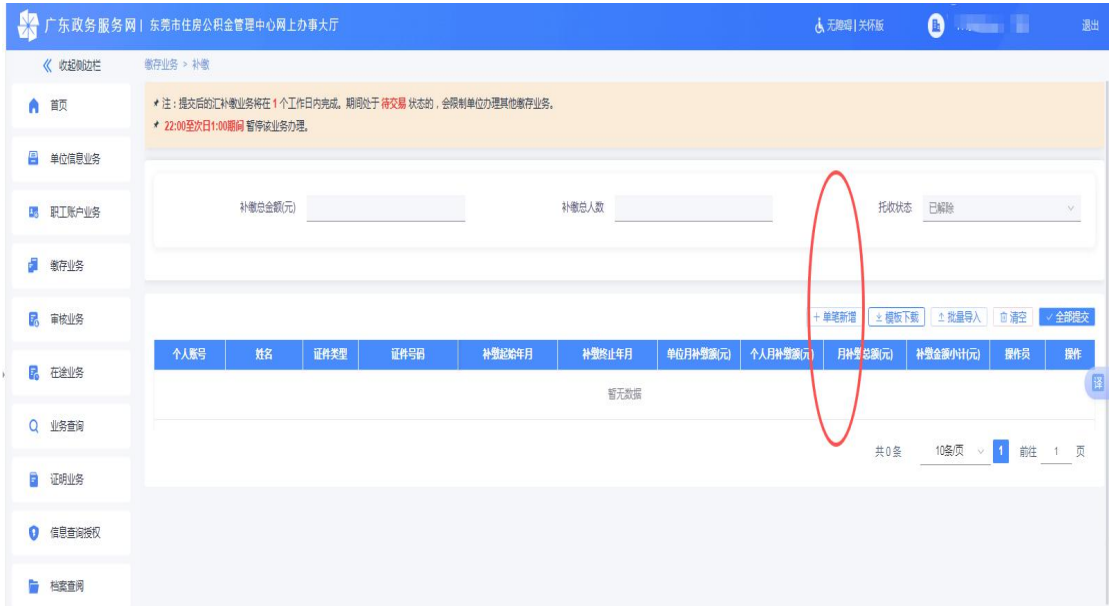 广东政务服务网 | 东莞市住房公积金管理中心网上办事大厅
无障碍 | 关怀版
退出
收起侧边栏
缴存业务 > 补缴
首页
注：提交后的汇补缴业务将在 1 个工作日内完成。期间处于 待交易 状态的，会限制单位办理其他缴存业务。
22:00至次日1:00期间 暂停该业务办理。
单位信息业务
职工账户业务
补缴总金额(元)
补缴总人数
托收状态
已解除
缴存业务
审核业务
+ 单笔新增
模板下载
批量导入
清空
全部提交
个人账号 姓名 证件类型 证件号码 补缴起始年月 补缴终止年月 单位月补缴额(元) 个人月补缴额(元) 月补缴总额(元) 补缴金额小计(元) 操作员 操作
在途业务
暂无数据
译
业务查询
共 0 条 10条/页 1 前往 1 页
证明业务
信息查询授权
档案查阅